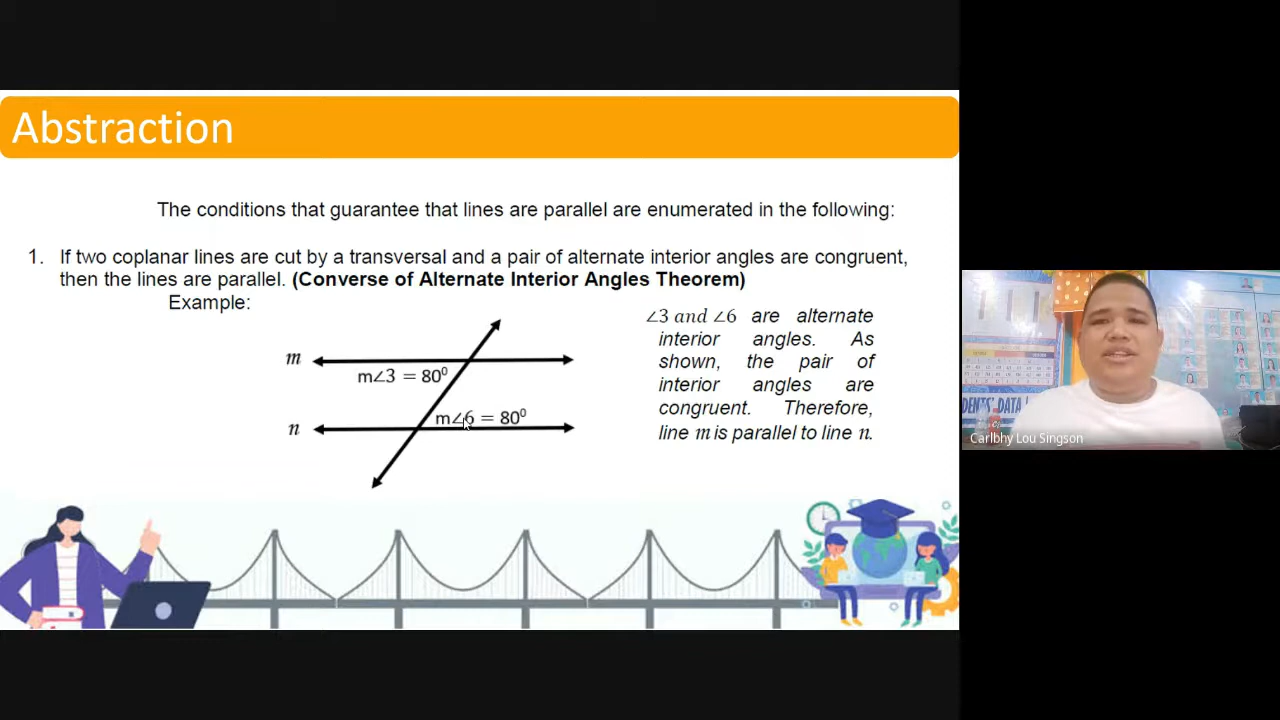 Abstraction
The conditions that guarantee that lines are parallel are enumerated in the following:
1. If two coplanar lines are cut by a transversal and a pair of alternate interior angles are congruent,
then the lines are parallel. (Converse of Alternate Interior Angles Theorem)
Example:
m
m∠3 = 80⁰
m∠6 = 80⁰
n
∠3 and ∠6 are alternate
interior angles. As
shown, the pair of
interior angles are
congruent. Therefore,
line m is parallel to line n.
DENTS' DATA
Carlbhy Lou Singson